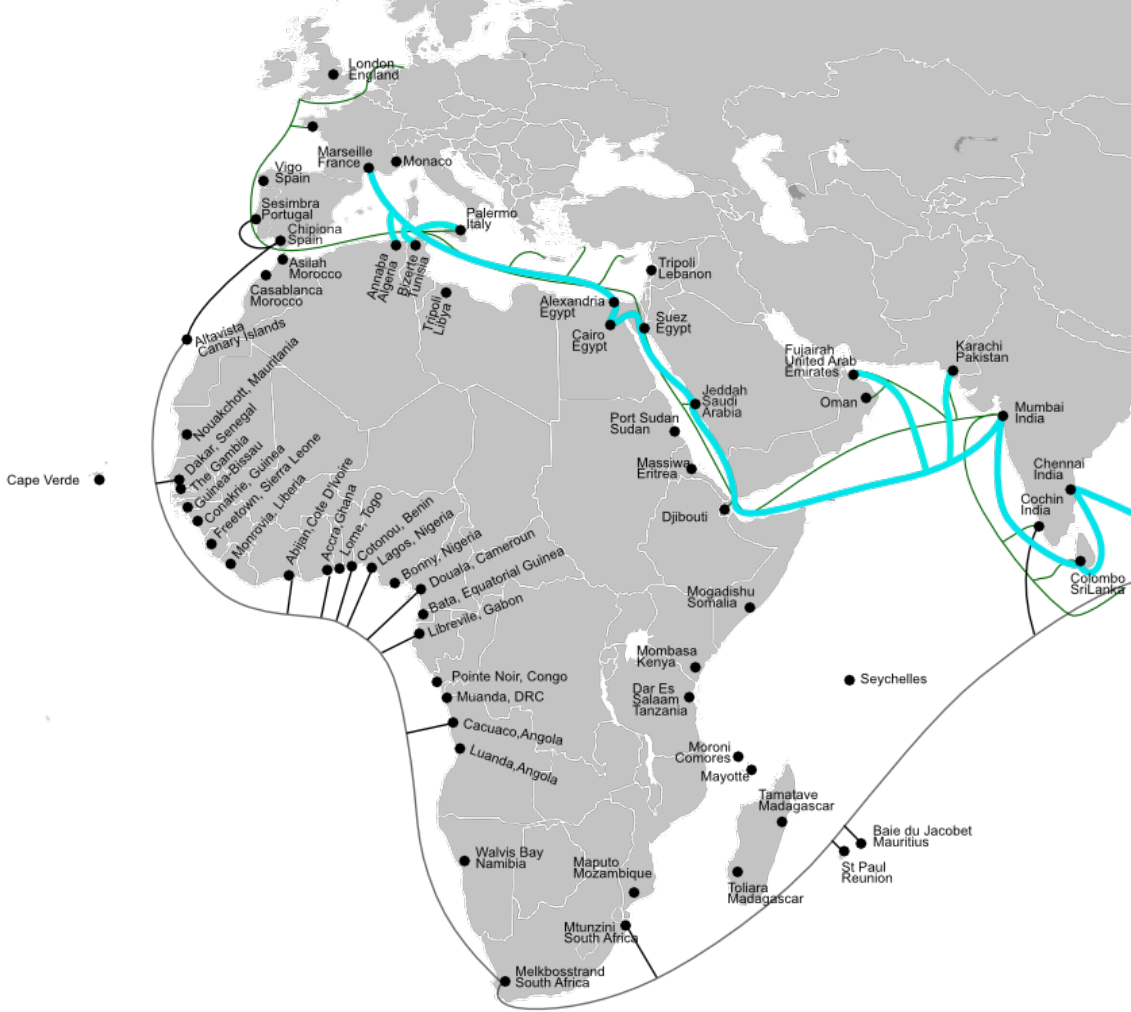 London
England
Marseille
France
Monaco
Vigo
Spain
Sesimbra
Portugal
Chipiona
Spain
Palermo
Italy
Asilah
Morocco
Casablanca
Morocco
Annaba
Algeria
Bizerte
Tunisia
Tripoli
Libya
Tripoli
Lebanon
Alexandria
Egypt
Cairo
Egypt
Suez
Egypt
Altavista
Canary Islands
Fujairah
United Arab
Emirates
Oman
Karachi
Pakistan
Mumbai
India
Jeddah
Saudi
Arabia
Port Sudan
Sudan
Massiwa
Eritrea
Djibouti
Chennai
India
Cochin
India
Colombo
SriLanka
Cape Verde
Nouakchott, Mauritania
Dakar, Senegal
The Gambia
Guinea-Bissau
Conakrie, Guinea
Freetown, Sierra Leone
Monrovia, Liberia
Abijan,Cote D'Ivoire
Accra,Ghana
Lome, Togo
Cotonou, Benin
Lagos, Nigeria
Bonny, Nigeria
Douala, Cameroun
Bata, Equatorial Guinea
Libreville, Gabon
Mogadishu
Somalia
Mombasa
Kenya
Dar Es
Salaam
Tanzania
Seychelles
Pointe Noir, Congo
Muanda, DRC
Cacuaco,Angola
Luanda,Angola
Moroni
Comores
Mayotte
Tamatave
Madagascar
Baie du Jacobet
Mauritius
St Paul
Reunion
Toliara
Madagascar
Walvis Bay
Namibia
Maputo
Mozambique
Mtunzini
South Africa
Melkbosstrand
South Africa